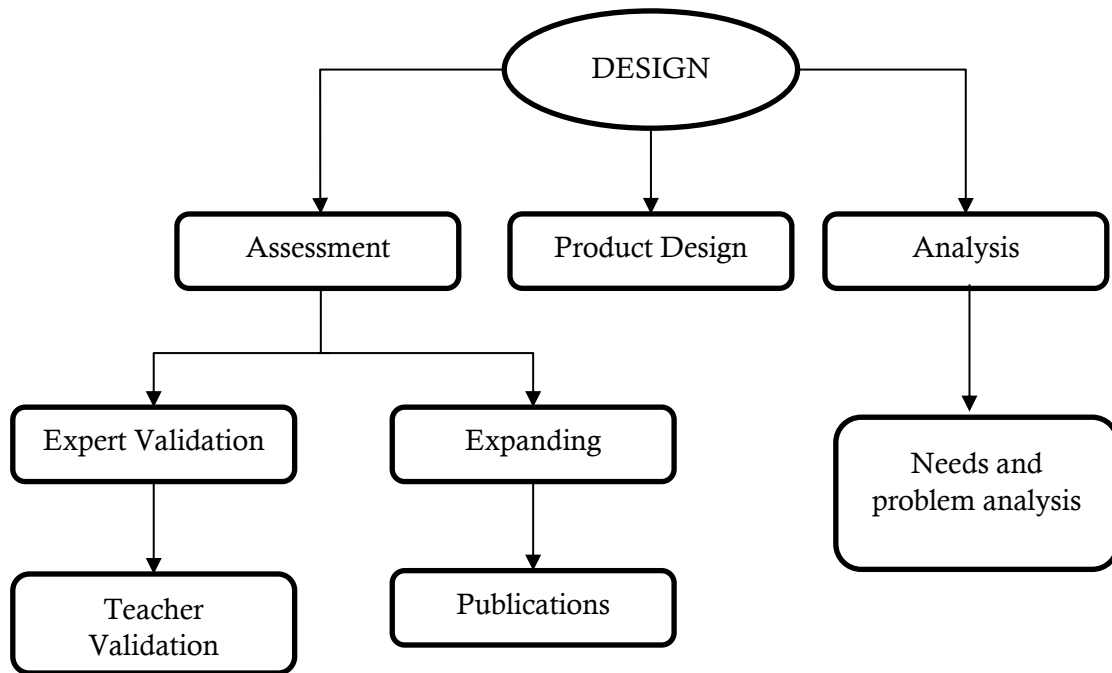 DESIGN
Assessment
Product Design
Analysis
Expert Validation
Expanding
Needs and
problem analysis
Teacher
Validation
Publications